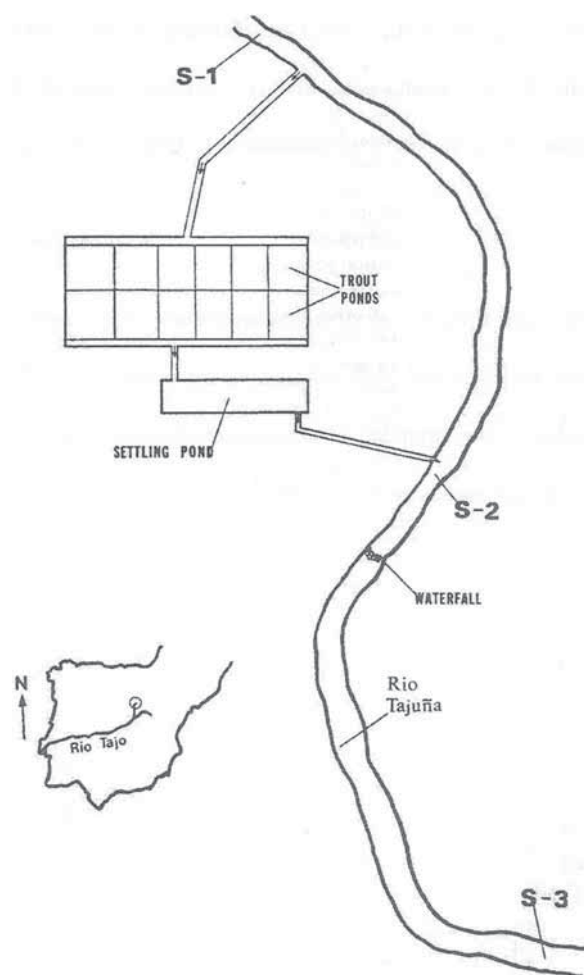 S-1
TROUT
PONDS
SETTLING POND
S-2
WATERFALL
Rio
Tajuña
N
Rio Tajo
S-3